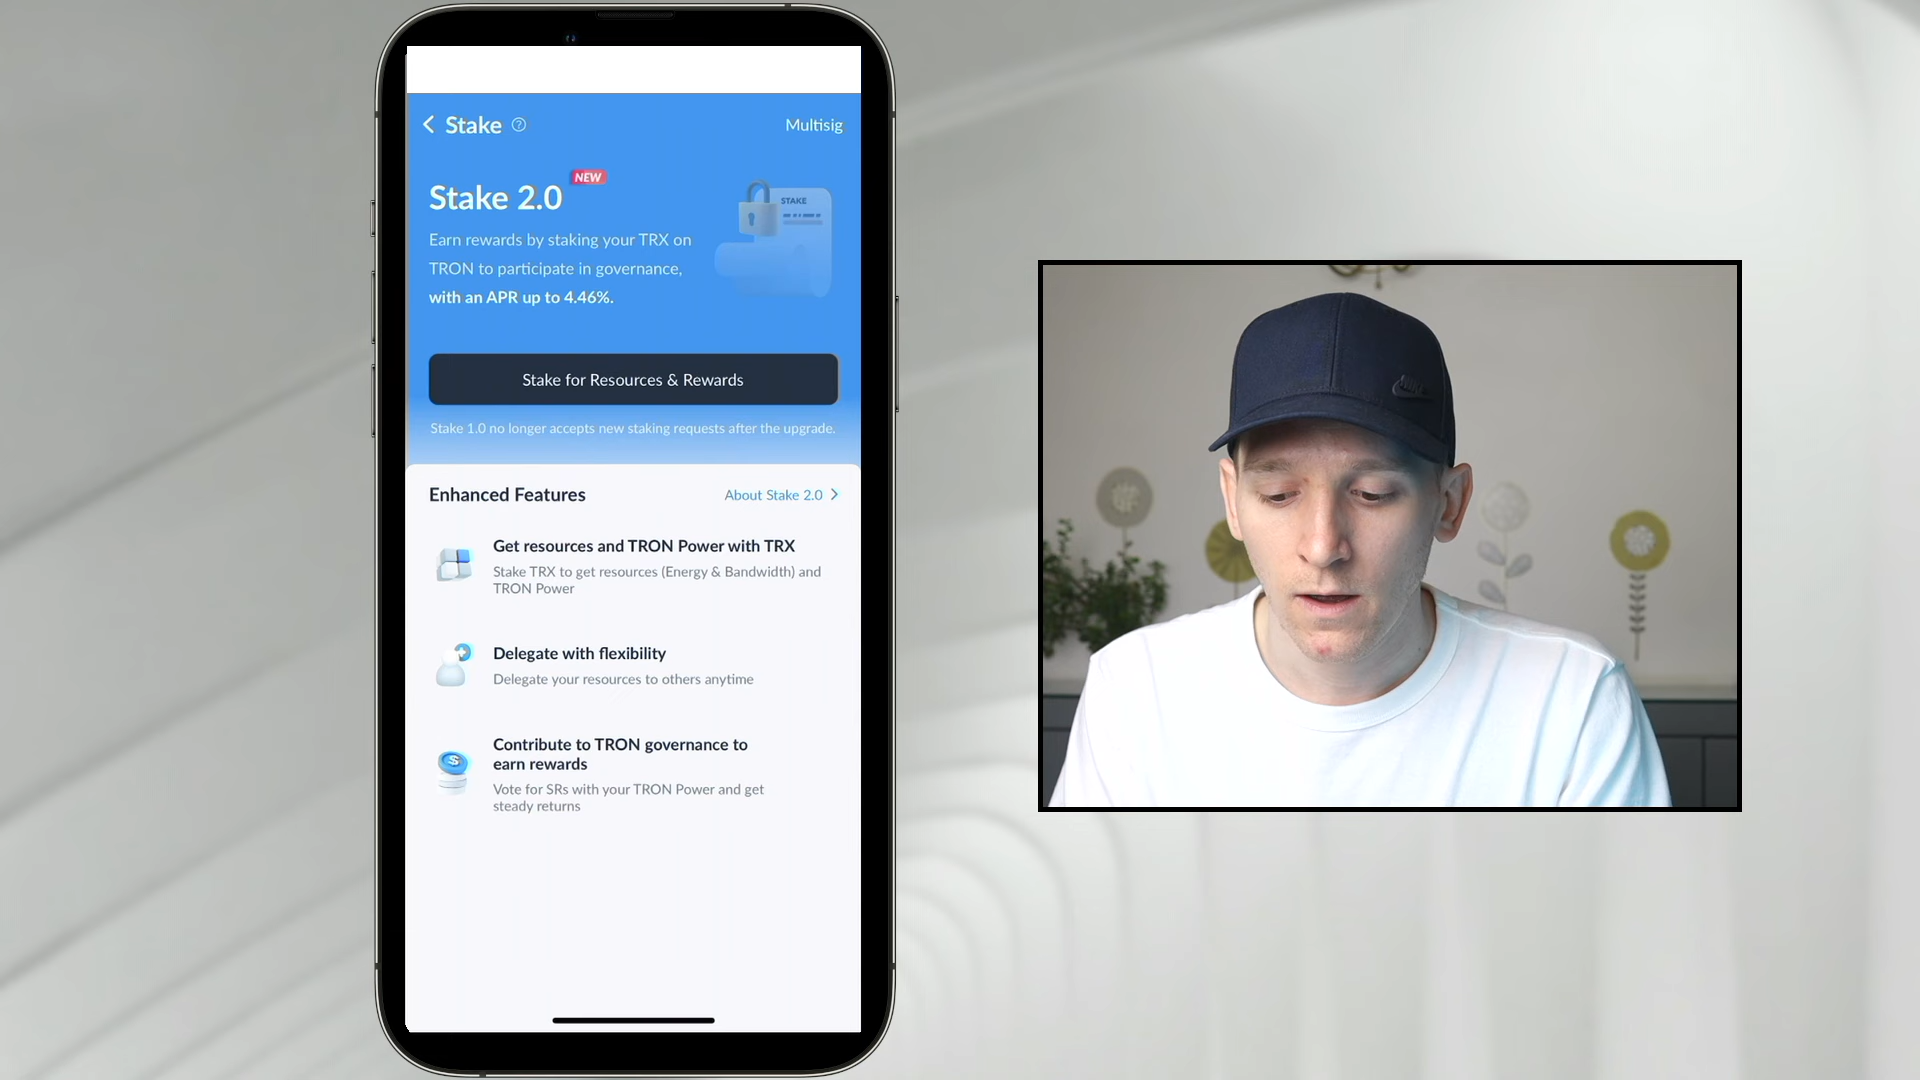 Stake
Multisig
Stake 2.0
NEW
STAKE
Earn rewards by staking your TRX on
TRON to participate in governance,
with an APR up to 4.46%.
Stake for Resources & Rewards
Stake 1.0 no longer accepts new staking requests after the upgrade.
Enhanced Features
About Stake 2.0
Get resources and TRON Power with TRX
Stake TRX to get resources (Energy & Bandwidth) and
TRON Power
Delegate with flexibility
Delegate your resources to others anytime
Contribute to TRON governance to
earn rewards
Vote for SRs with your TRON Power and get
steady returns